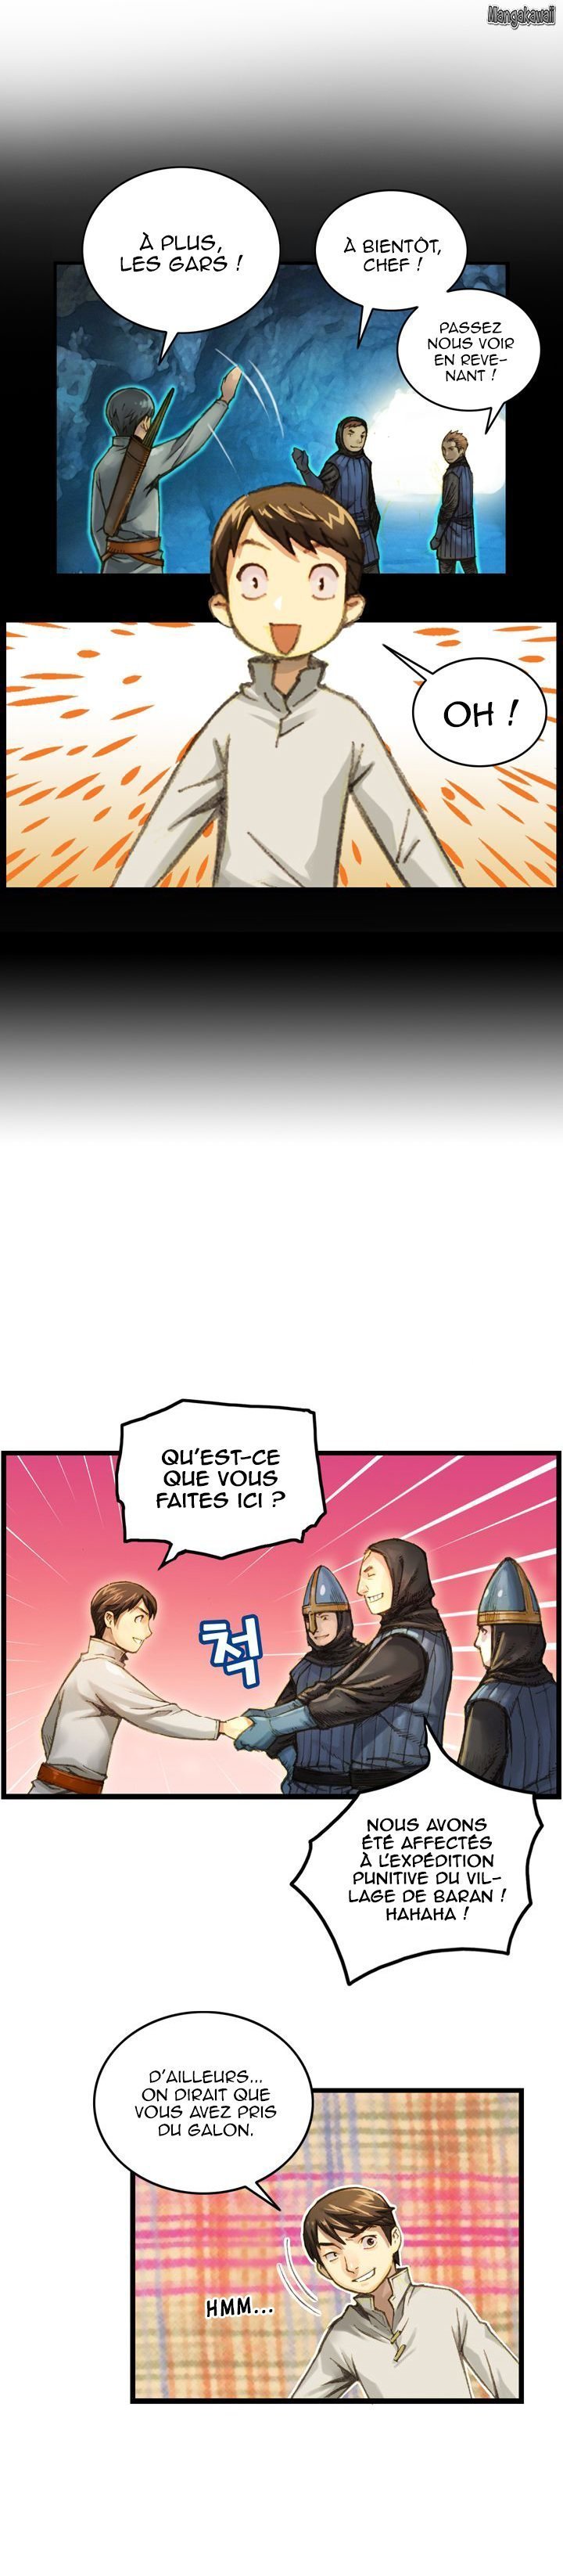 Mangakawaii
À PLUS,
LES GARS !
À BIENTÔT,
CHEF !
PASSEZ
NOUS VOIR
EN REVE-
NANT !
OH !
QU'EST-CE
QUE VOUS
FAITES ICI ?
척
NOUS AVONS
ÉTÉ AFFECTÉS
À L'EXPÉDITION
PUNITIVE DU VIL-
LAGE DE BARAN !
HAHAHA !
D'AILLEURS...
ON DIRAIT QUE
VOUS AVEZ PRIS
DU GALON.
HMM...